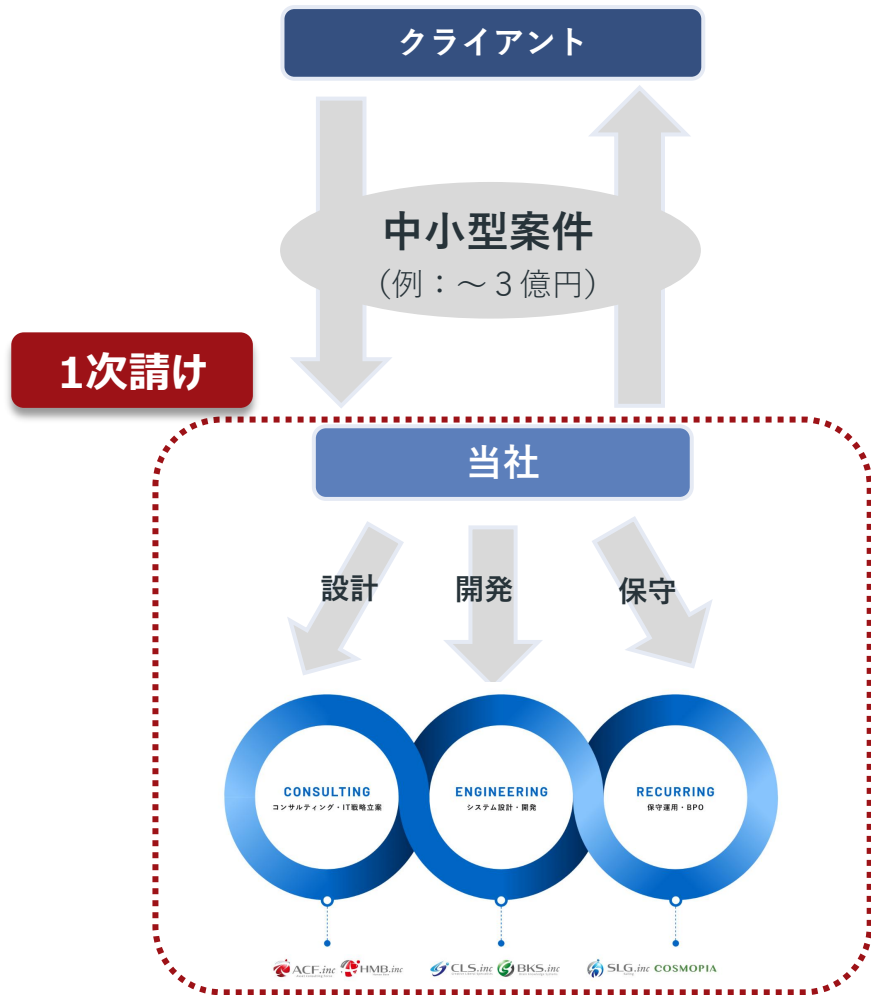 クライアント
中小型案件
(例：～３億円)
1次請け
当社
設計
開発
保守
CONSULTING
コンサルティング・IT戦略立案
ENGINEERING
システム設計・開発
RECURRING
保守運用・BPO
ACF.inc
HMB.inc
CLS.inc
BKS.inc
SLG.inc
COSMOPIA